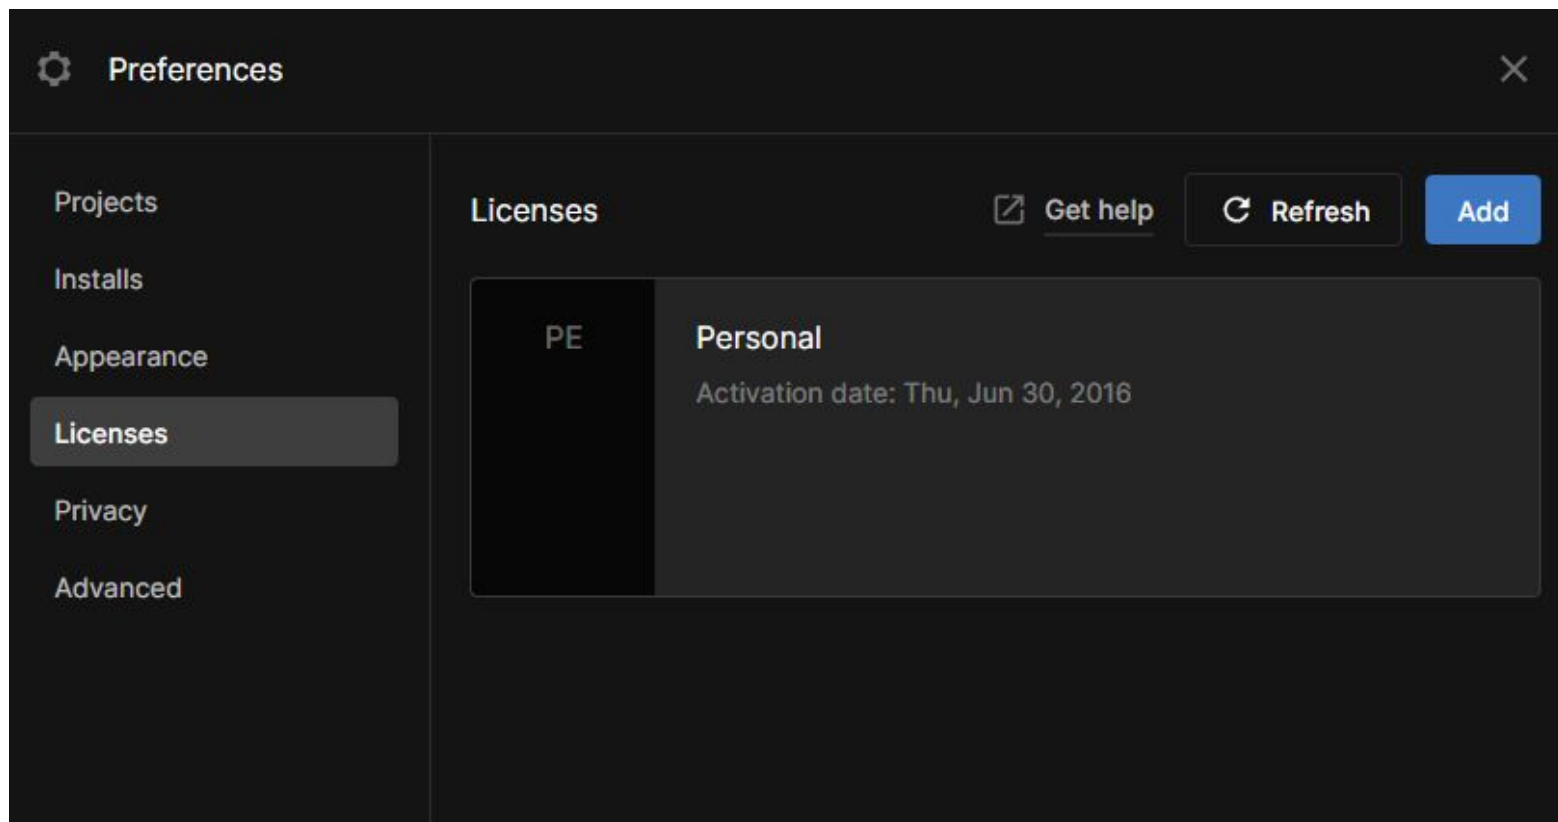 Preferences
Projects
Installs
Appearance
Licenses
Privacy
Advanced
Licenses
Get help
Refresh
Add
PE
Personal
Activation date: Thu, Jun 30, 2016